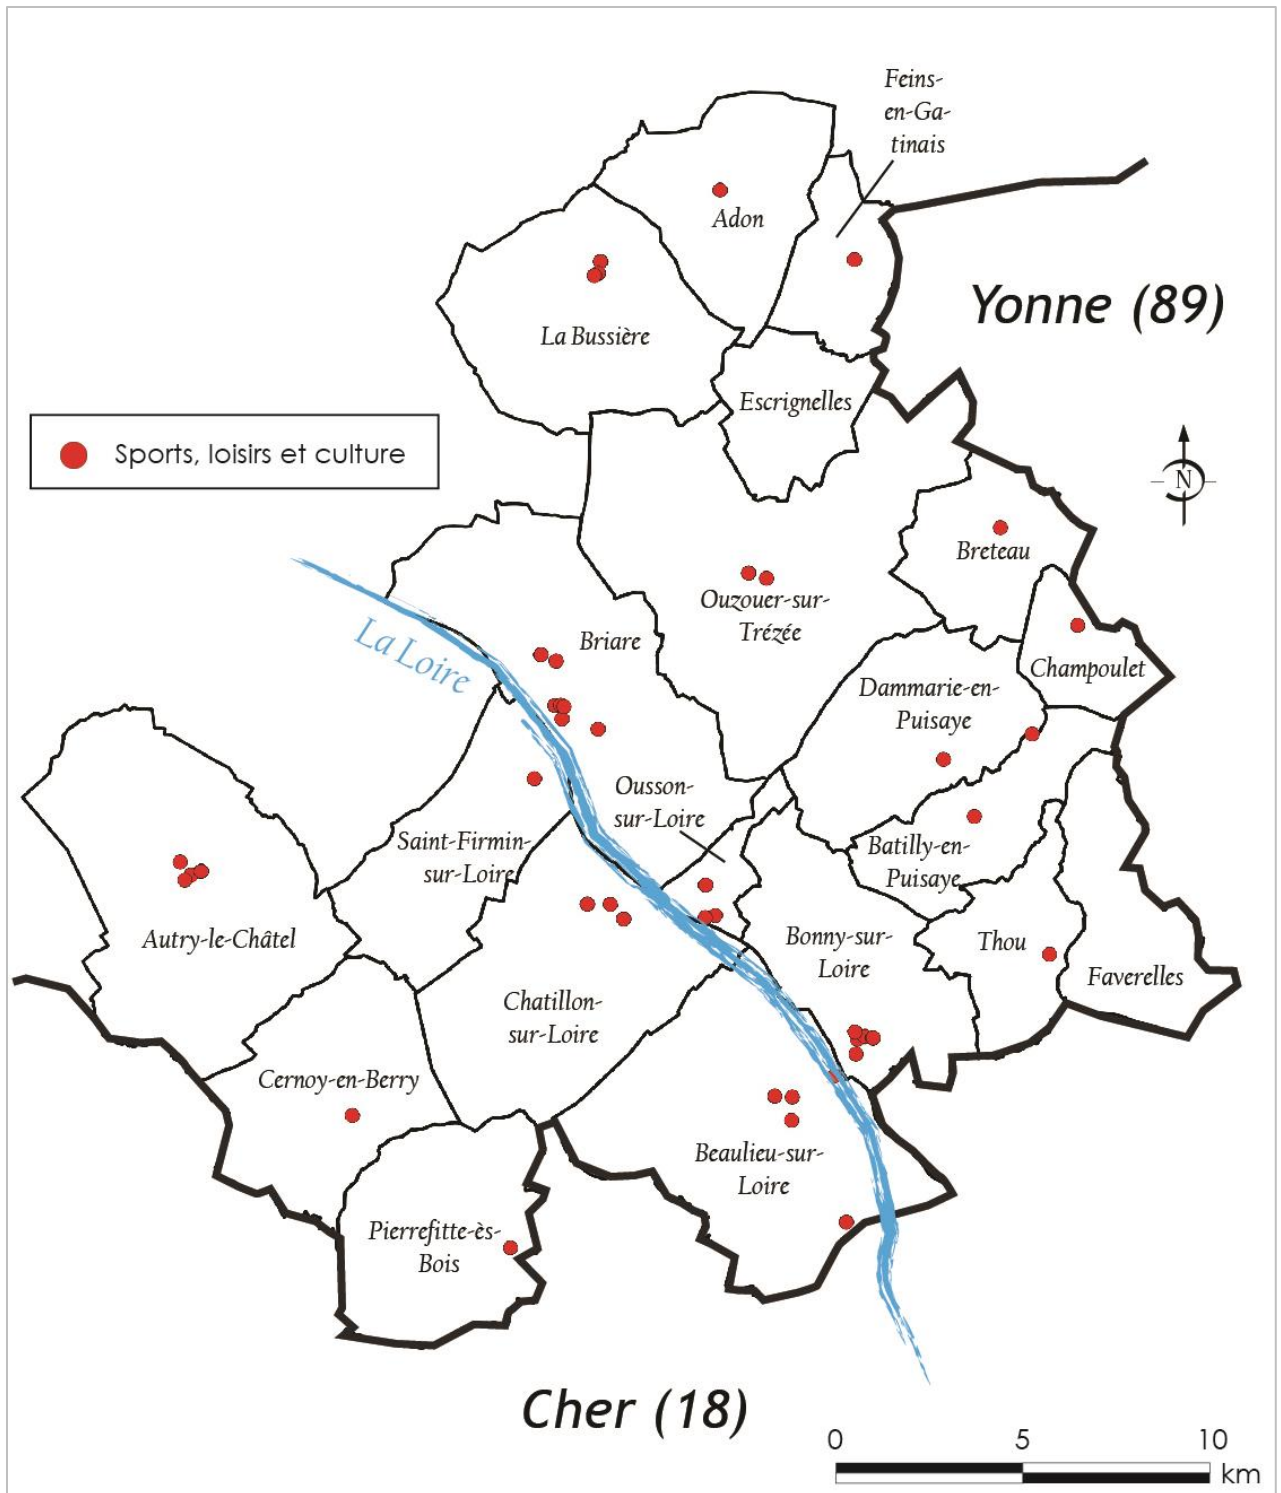 Feins-
en-Ga-
tinais
Adon
Yonne (89)
La Bussière
Escrignelles
Sports, loisirs et culture
N
Breteau
Ouzouer-sur-
Trézée
La Loire
Briare
Champoulet
Dammarie-en-
Puisaye
Ousson-
sur-Loire
Saint-Firmin-
sur-Loire
Batilly-en-
Puisaye
Autry-le-Châtel
Bonny-sur-
Loire
Thou
Faverelles
Chatillon-
sur-Loire
Cernoy-en-Berry
Beaulieu-sur-
Loire
Pierrefitte-ès-
Bois
Cher (18)
0 5 10
km